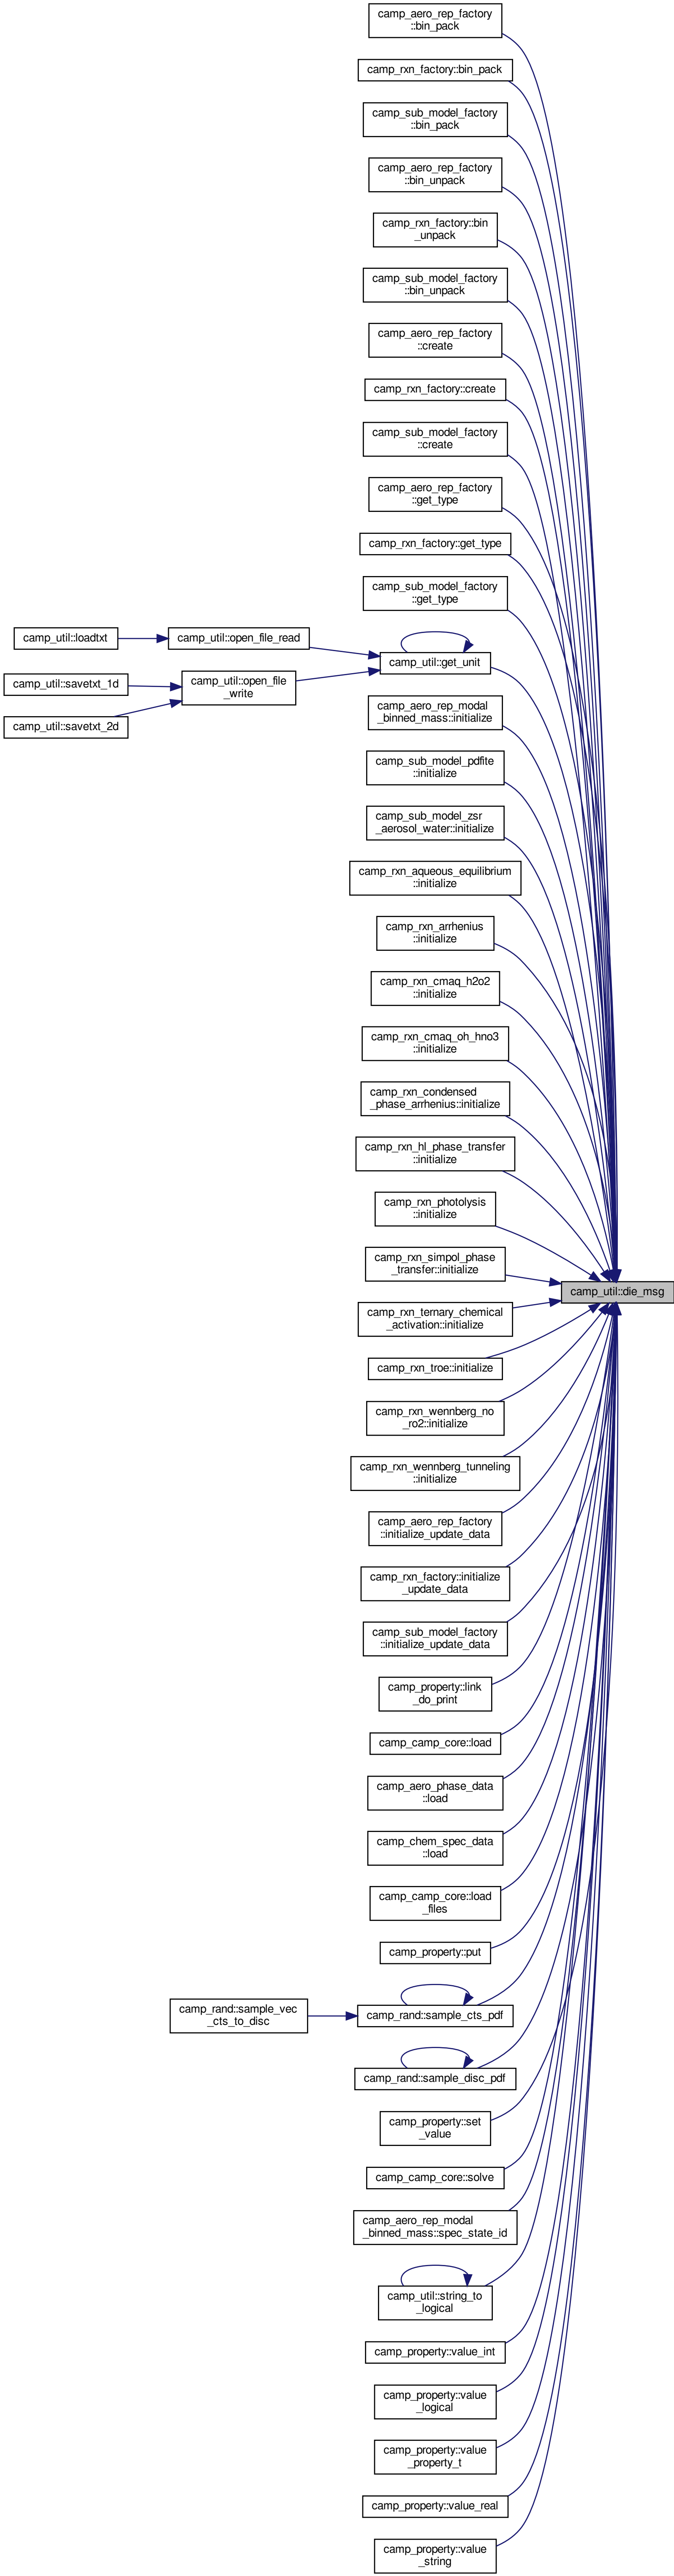 camp_aero_rep_factory
::bin_pack
camp_rxn_factory::bin_pack
camp_sub_model_factory
::bin_pack
camp_aero_rep_factory
::bin_unpack
camp_rxn_factory::bin
_unpack
camp_sub_model_factory
::bin_unpack
camp_aero_rep_factory
::create
camp_rxn_factory::create
camp_sub_model_factory
::create
camp_aero_rep_factory
::get_type
camp_rxn_factory::get_type
camp_sub_model_factory
::get_type
camp_util::loadtxt
camp_util::open_file_read
camp_util::get_unit
camp_util::savetxt_1d
camp_util::open_file
_write
camp_util::savetxt_2d
camp_aero_rep_modal
_binned_mass::initialize
camp_sub_model_pdfite
::initialize
camp_sub_model_zsr
_aerosol_water::initialize
camp_rxn_aqueous_equilibrium
::initialize
camp_rxn_arrhenius
::initialize
camp_rxn_cmaq_h2o2
::initialize
camp_rxn_cmaq_oh_hno3
::initialize
camp_rxn_condensed
_phase_arrhenius::initialize
camp_rxn_hl_phase_transfer
::initialize
camp_rxn_photolysis
::initialize
camp_rxn_simpol_phase
_transfer::initialize
camp_util::die_msg
camp_rxn_ternary_chemical
_activation::initialize
camp_rxn_troe::initialize
camp_rxn_wennberg_no
_ro2::initialize
camp_rxn_wennberg_tunneling
::initialize
camp_aero_rep_factory
::initialize_update_data
camp_rxn_factory::initialize
_update_data
camp_sub_model_factory
::initialize_update_data
camp_property::link
_do_print
camp_camp_core::load
camp_aero_phase_data
::load
camp_chem_spec_data
::load
camp_camp_core::load
_files
camp_property::put
camp_rand::sample_vec
_cts_to_disc
camp_rand::sample_cts_pdf
camp_rand::sample_disc_pdf
camp_property::set
_value
camp_camp_core::solve
camp_aero_rep_modal
_binned_mass::spec_state_id
camp_util::string_to
_logical
camp_property::value_int
camp_property::value
_logical
camp_property::value
_property_t
camp_property::value_real
camp_property::value
_string